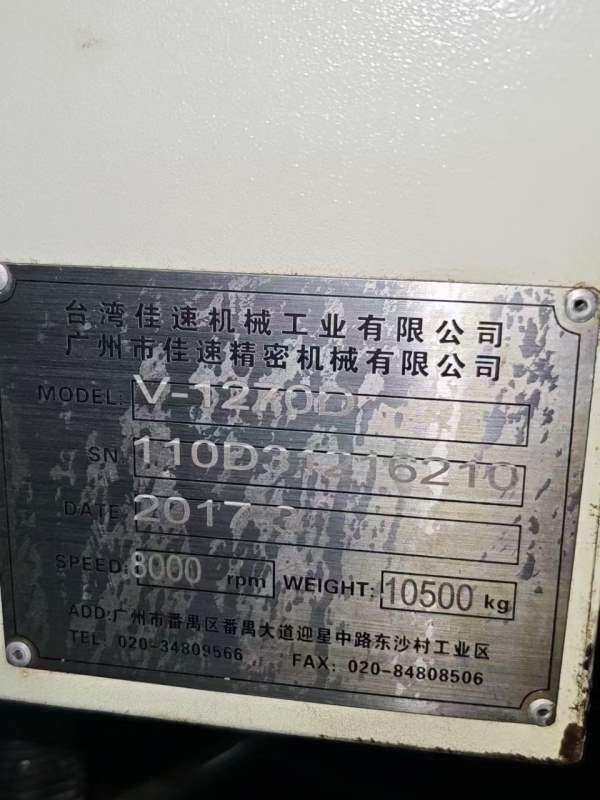 台湾佳速机械工业有限公司
广州市佳速精密机械有限公司
MODEL: V-1270D
SN: 110D31316210
DATE: 2017
SPEED: 8000 rpm WEIGHT: 10500 kg
ADD:广州市番禺区番禺大道迎星中路东沙村工业区
TEL: 020-34809566 FAX: 020-84808506